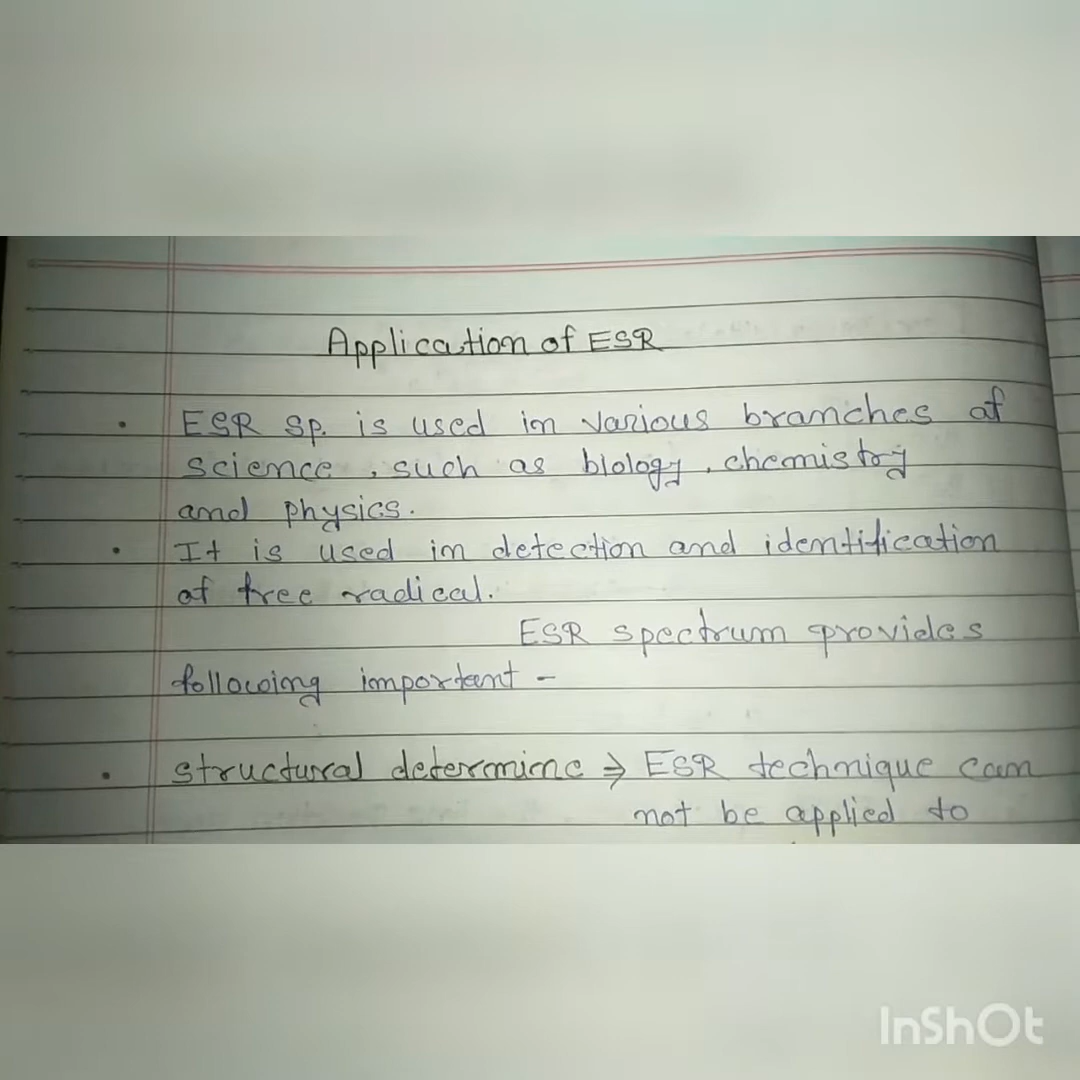 Application of ESR
• ESR sp. is used in various branches of
science, such as biology, chemistry
and physics.
• It is used in detection and identification
of free radical.
ESR spectrum provides
following important -
• structural determine ⇒ ESR technique can
not be applied to
InShOt